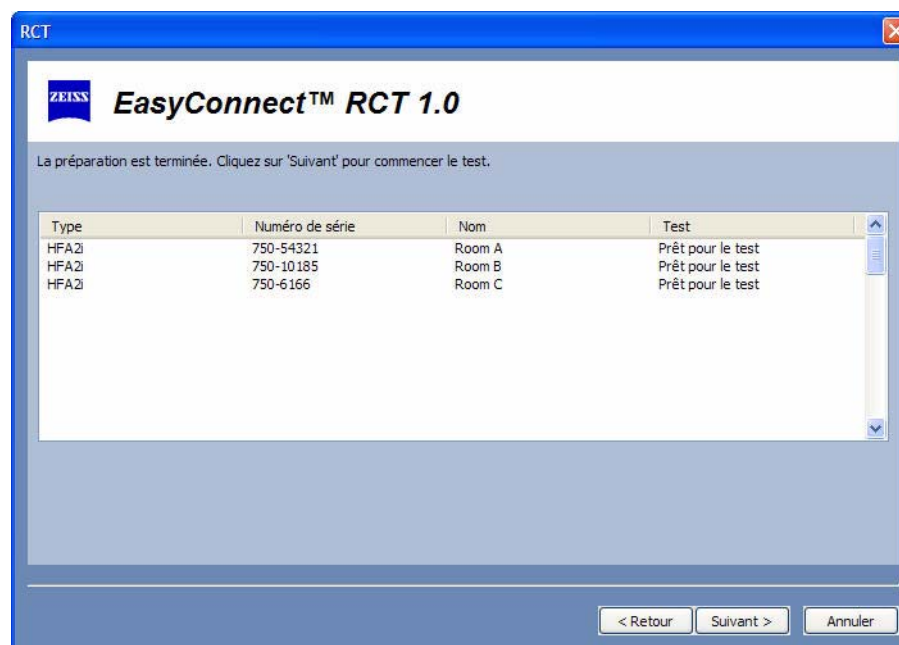 RCT
ZEISS
EasyConnect™ RCT 1.0
La préparation est terminée. Cliquez sur 'Suivant' pour commencer le test.
Type Numéro de série Nom Test
HFA2i 750-54321 Room A Prêt pour le test
HFA2i 750-10185 Room B Prêt pour le test
HFA2i 750-6166 Room C Prêt pour le test
< Retour Suivant > Annuler